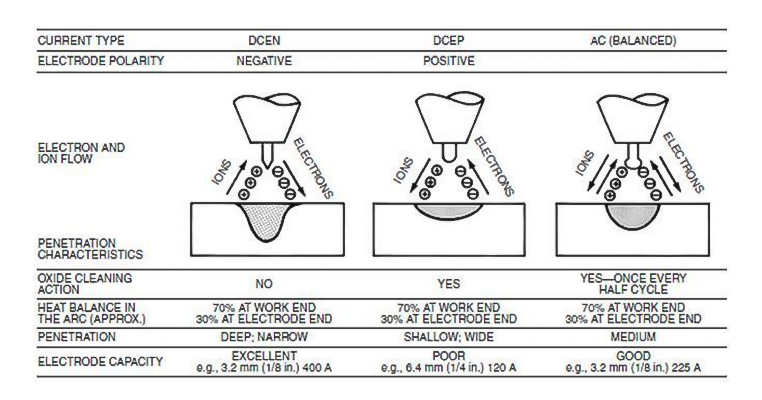 CURRENT TYPE DCEN DCEP AC (BALANCED)
ELECTRODE POLARITY NEGATIVE POSITIVE
ELECTRON AND
ION FLOW
IONS ELECTRONS IONS ELECTRONS IONS ELECTRONS
PENETRATION
CHARACTERISTICS
OXIDE CLEANING
ACTION NO YES YES—ONCE EVERY
HALF CYCLE
HEAT BALANCE IN 70% AT WORK END 70% AT WORK END 70% AT WORK END
THE ARC (APPROX.) 30% AT ELECTRODE END 30% AT ELECTRODE END 30% AT ELECTRODE END
PENETRATION DEEP; NARROW SHALLOW; WIDE MEDIUM
ELECTRODE CAPACITY EXCELLENT POOR GOOD
e.g., 3.2 mm (1/8 in.) 400 A e.g., 6.4 mm (1/4 in.) 120 A e.g., 3.2 mm (1/8 in.) 225 A